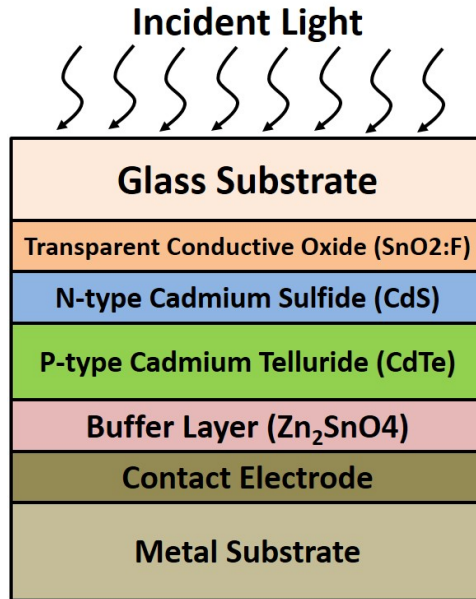 Incident Light
Glass Substrate
Transparent Conductive Oxide (SnO2:F)
N-type Cadmium Sulfide (CdS)
P-type Cadmium Telluride (CdTe)
Buffer Layer (Zn₂SnO4)
Contact Electrode
Metal Substrate